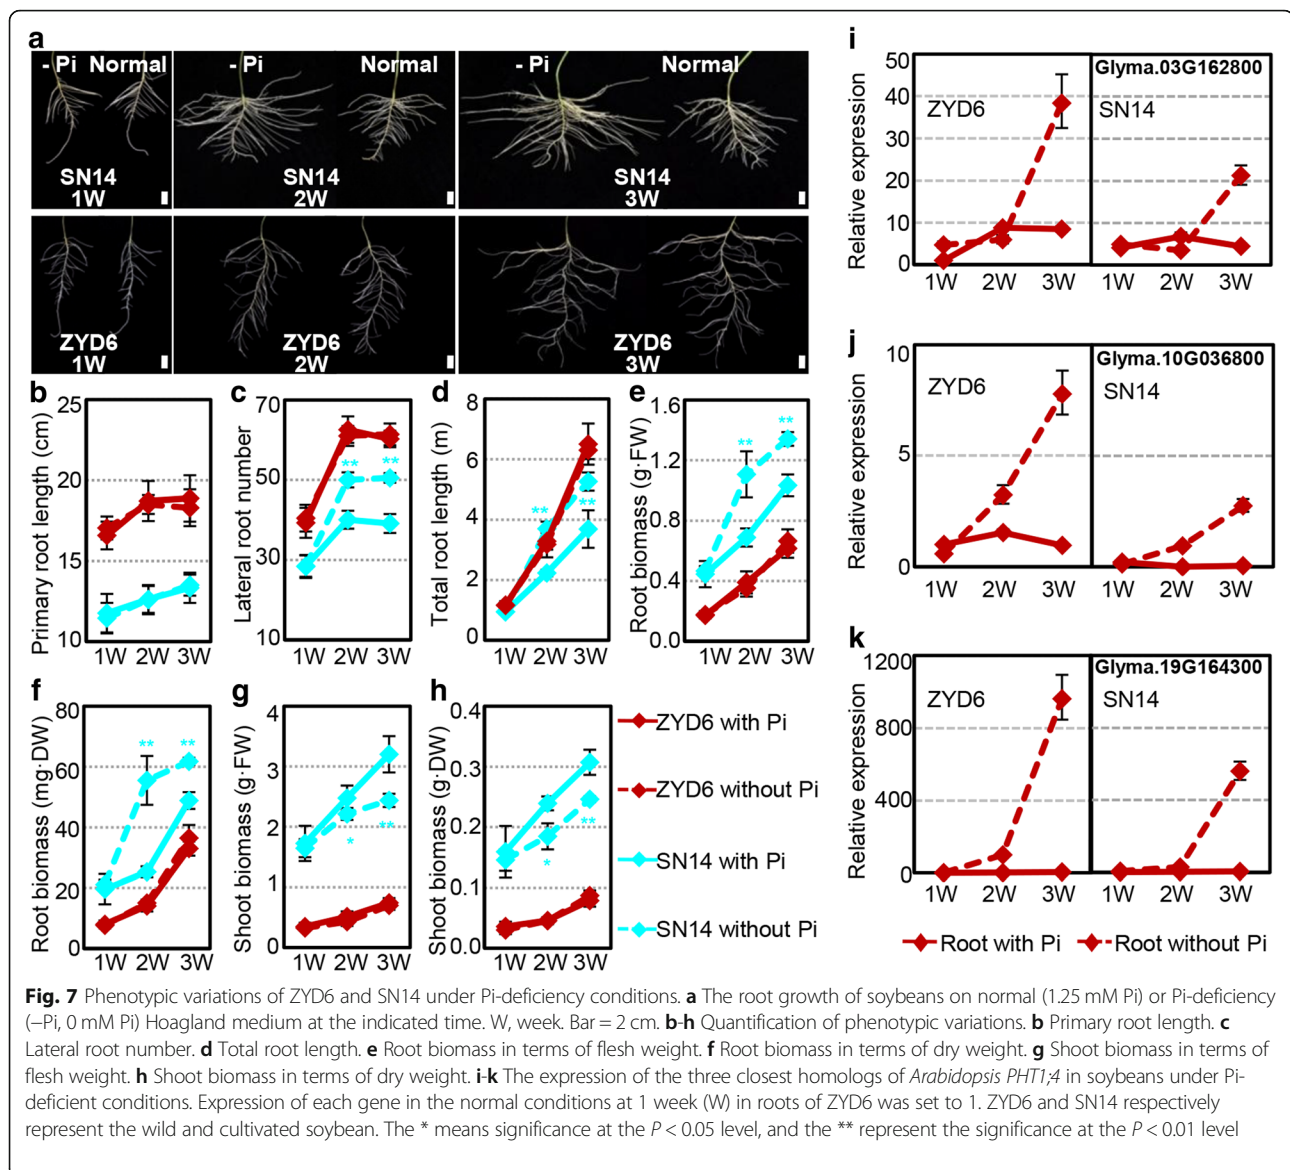 a
- Pi Normal
- Pi Normal
- Pi Normal
SN14
1W
SN14
2W
SN14
3W
ZYD6
1W
ZYD6
2W
ZYD6
3W
b
Primary root length (cm)
25
20
15
10
1W 2W 3W
c
Lateral root number
70
50
30
10
1W 2W 3W
d
Total root length (m)
8
6
4
2
0
**
**
1W 2W 3W
e
Root biomass (g·FW)
1.6
1.2
0.8
0.4
0.0
** **
1W 2W 3W
f
Root biomass (mg·DW)
80
60
40
20
0
** **
1W 2W 3W
g
Shoot biomass (g·FW)
4
3
2
1
0
* **
1W 2W 3W
h
Shoot biomass (g·DW)
0.4
0.3
0.2
0.1
0.0
* **
1W 2W 3W
ZYD6 with Pi
ZYD6 without Pi
SN14 with Pi
SN14 without Pi
i
Relative expression
50
40
30
20
10
0
ZYD6
Glyma.03G162800
SN14
1W 2W 3W 1W 2W 3W
j
Relative expression
10
5
0
ZYD6
Glyma.10G036800
SN14
1W 2W 3W 1W 2W 3W
k
Relative expression
1200
800
400
0
ZYD6
Glyma.19G164300
SN14
1W 2W 3W 1W 2W 3W
Root with Pi Root without Pi
Fig. 7 Phenotypic variations of ZYD6 and SN14 under Pi-deficiency conditions. a The root growth of soybeans on normal (1.25 mM Pi) or Pi-deficiency
(−Pi, 0 mM Pi) Hoagland medium at the indicated time. W, week. Bar = 2 cm. b-h Quantification of phenotypic variations. b Primary root length. c
Lateral root number. d Total root length. e Root biomass in terms of flesh weight. f Root biomass in terms of dry weight. g Shoot biomass in terms of
flesh weight. h Shoot biomass in terms of dry weight. i-k The expression of the three closest homologs of Arabidopsis PHT1;4 in soybeans under Pi-
deficient conditions. Expression of each gene in the normal conditions at 1 week (W) in roots of ZYD6 was set to 1. ZYD6 and SN14 respectively
represent the wild and cultivated soybean. The * means significance at the P < 0.05 level, and the ** represent the significance at the P < 0.01 level